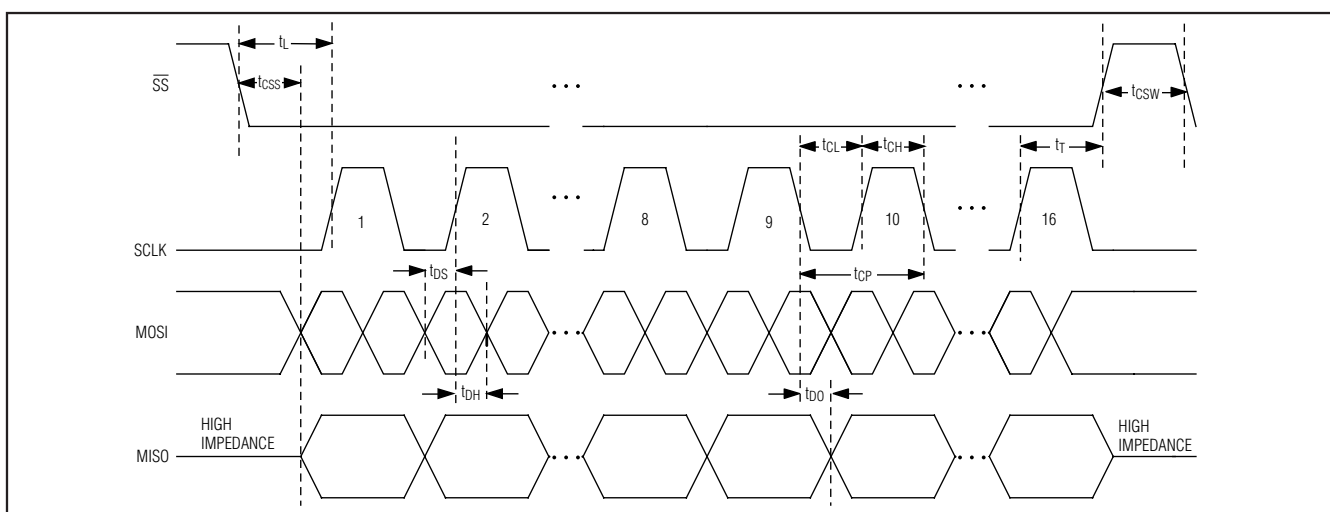 tL
SS
tCSS
tCSW
tCL
tCH
tT
1
2
8
9
10
16
SCLK
tCP
tDS
MOSI
tDH
tDO
HIGH
IMPEDANCE
MISO
HIGH
IMPEDANCE